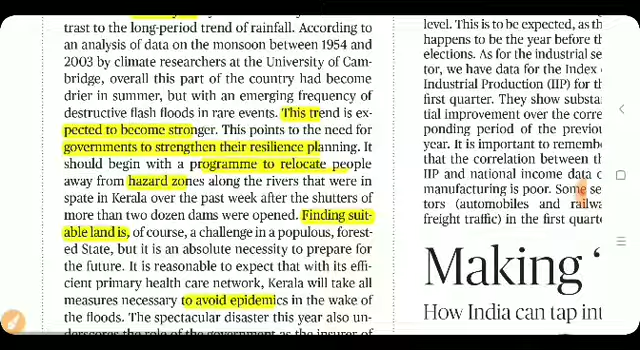 trast to the long-period trend of rainfall. According to
an analysis of data on the monsoon between 1954 and
2003 by climate researchers at the University of Cam-
bridge, overall this part of the country had become
drier in summer, but with an emerging frequency of
destructive flash floods in rare events. This trend is ex-
pected to become stronger. This points to the need for
governments to strengthen their resilience planning. It
should begin with a programme to relocate people
away from hazard zones along the rivers that were in
spate in Kerala over the past week after the shutters of
more than two dozen dams were opened. Finding suit-
able land is, of course, a challenge in a populous, forest-
ed State, but it is an absolute necessity to prepare for
the future. It is reasonable to expect that with its effi-
cient primary health care network, Kerala will take all
measures necessary to avoid epidemics in the wake of
the floods. The spectacular disaster this year also un-
derscores the role of the government as the insurer of
level. This is to be expected, as th
happens to be the year before th
elections. As for the industrial se
tor, we have data for the Index
Industrial Production (IIP) for th
first quarter. They show substa
tial improvement over the corre
ponding period of the previou
year. It is important to rememb
that the correlation between th
IIP and national income data
manufacturing is poor. Some se
tors (automobiles and railwa
freight traffic) in the first quarte
Making '
How India can tap int